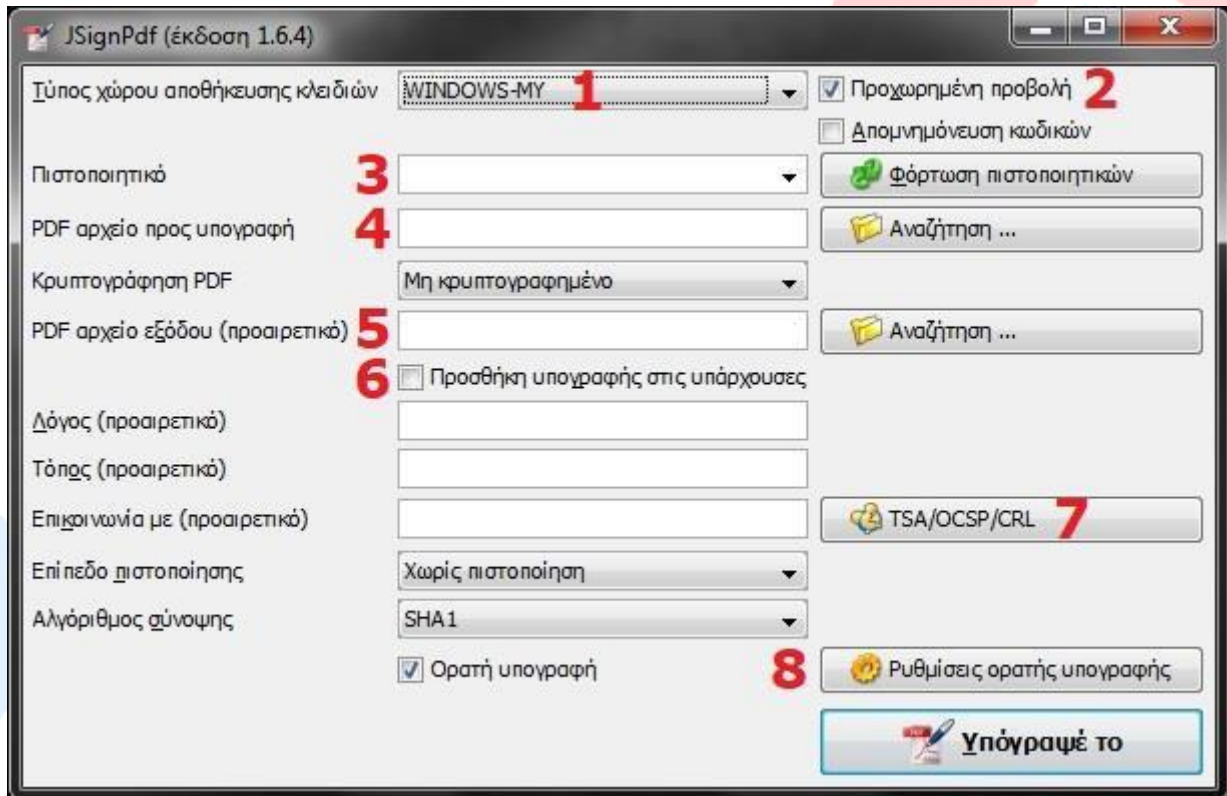 JSignPdf (έκδοση 1.6.4)
Τύπος χώρου αποθήκευσης κλειδιών WINDOWS-MY 1 Προχωρημένη προβολή 2
Απομνημόνευση κωδικών
Πιστοποιητικό 3 Φόρτωση πιστοποιητικών
PDF αρχείο προς υπογραφή 4 Αναζήτηση ...
Κρυπτογράφηση PDF Μη κρυπτογραφημένο
PDF αρχείο εξόδου (προαιρετικό) 5 Αναζήτηση ...
6 Προσθήκη υπογραφής στις υπάρχουσες
Λόγος (προαιρετικό)
Τόπος (προαιρετικό)
Επικοινωνία με (προαιρετικό) TSA/OCSP/CRL 7
Επίπεδο πιστοποίησης Χωρίς πιστοποίηση
Αλγόριθμος σύνοψης SHA1
Ορατή υπογραφή 8 Ρυθμίσεις ορατής υπογραφής
Υπόγραψέ το